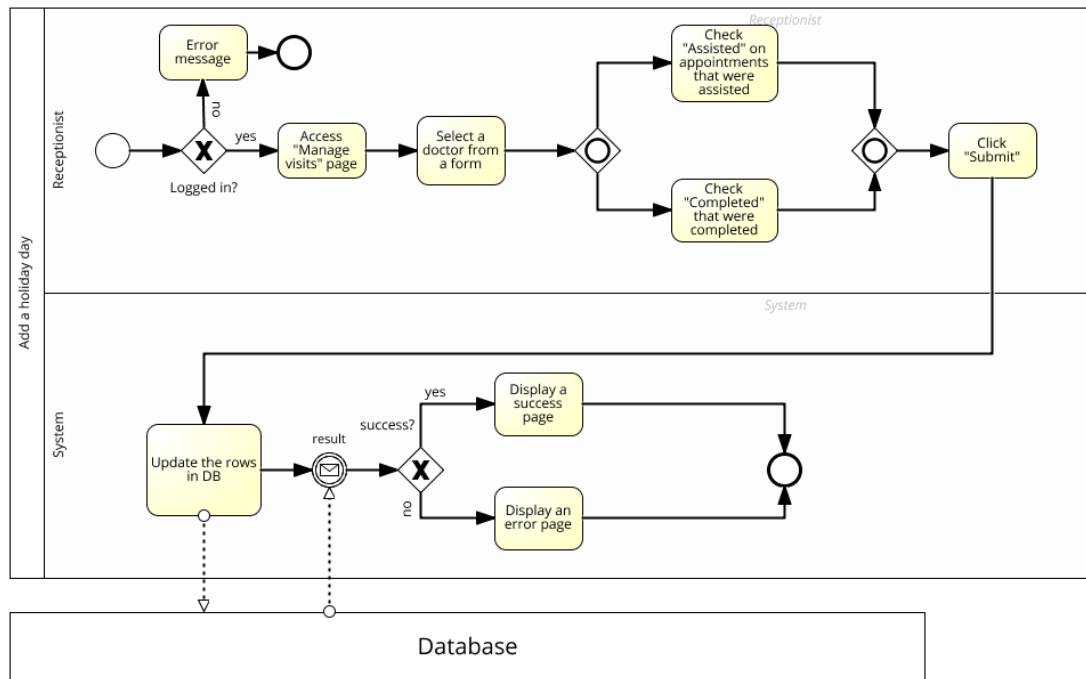 Add a holiday day
Receptionist
Receptionist
Error
message
no
yes
Logged in?
Access
"Manage
visits" page
Select a
doctor from
a form
Check
"Assisted" on
appointments
that were
assisted
Check
"Completed"
that were
completed
Click
"Submit"
System
System
Update the rows
in DB
result
success?
yes
no
Display a
success
page
Display an
error page
Database